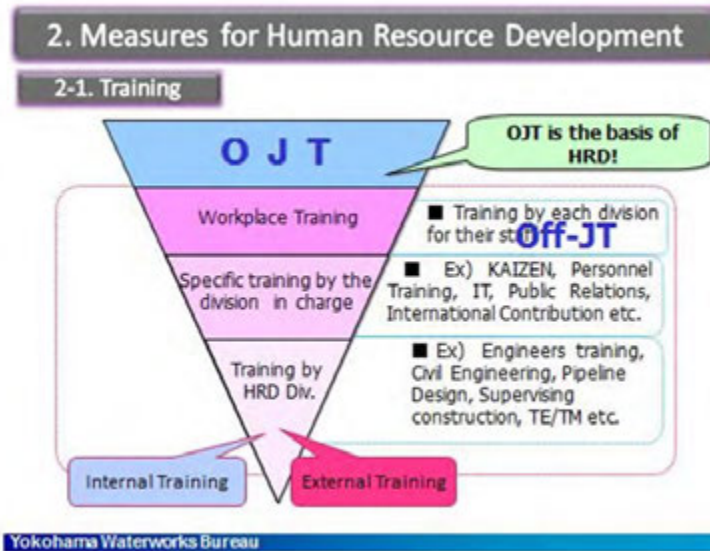 2. Measures for Human Resource Development
2-1. Training
O J T
OJT is the basis of
HRD!
Workplace Training
■ Training by each division
for their
Off-JT
Specific training by the
division in charge
■ Ex) KAIZEN, Personnel
Training, IT, Public Relations,
International Contribution etc.
Training by
HRD Div.
■ Ex) Engineers training,
Civil Engineering, Pipeline
Design, Supervising
construction, TE/TM etc.
Internal Training
External Training
Yokohama Waterworks Bureau